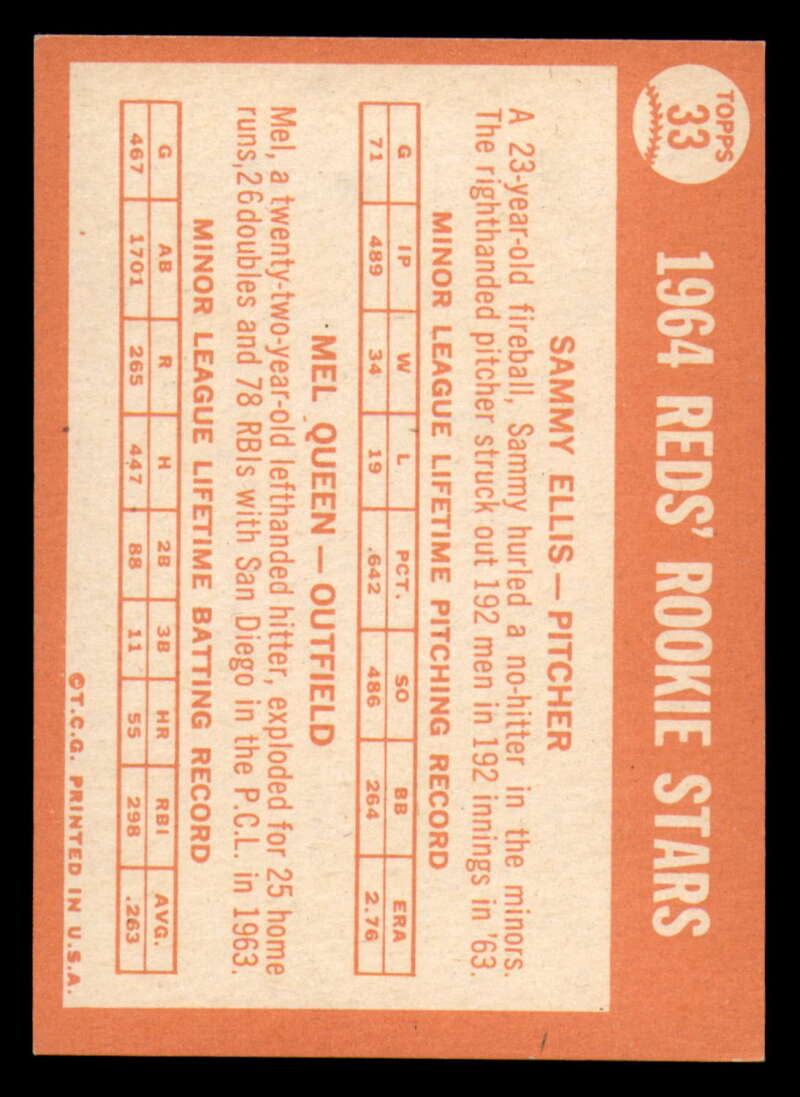 TOPPS
33
1964 REDS' ROOKIE STARS
SAMMY ELLIS—PITCHER
A 23-year-old fireball, Sammy hurled a no-hitter in the minors.
The righthanded pitcher struck out 192 men in 192 innings in '63.
MINOR LEAGUE LIFETIME PITCHING RECORD
G IP W L PCT. SO BB ERA
71 489 34 19 .642 486 264 2.76
MEL QUEEN—OUTFIELD
Mel, a twenty-two-year-old lefthanded hitter, exploded for 25 home
runs, 26 doubles and 78 RBIs with San Diego in the P.C.L. in 1963.
MINOR LEAGUE LIFETIME BATTING RECORD
G AB R H 2B 3B HR RBI AVG.
467 1701 265 447 88 11 55 298 .263
©T.C.G. PRINTED IN U.S.A.